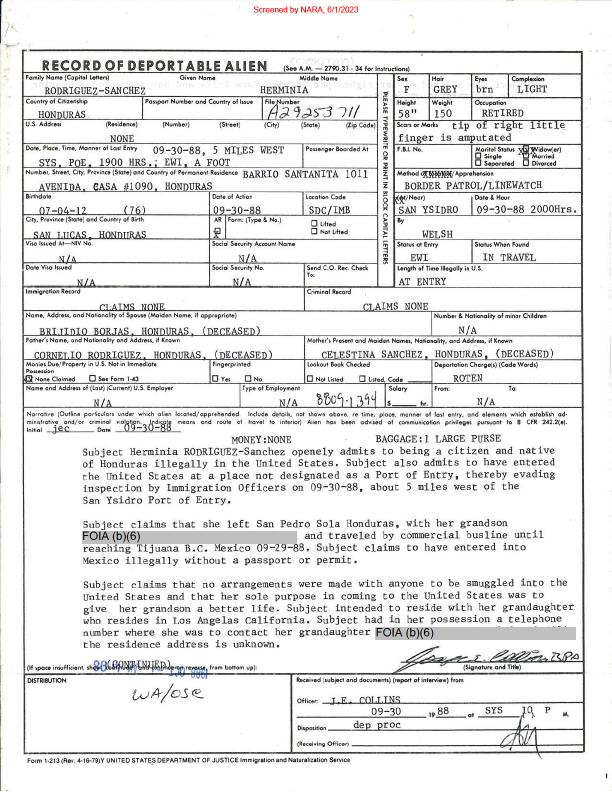 Screened by NARA, 6/1/2023
RECORD OF DEPORTABLE ALIEN (See A.M. — 2790.31 - 34 for Instructions)
Family Name (Capital Letters) Given Name Middle Name
RODRIGUEZ-SANCHEZ HERMINIA
Sex Hair Eyes Complexion
F GREY brn LIGHT
Country of Citizenship Passport Number and Country of Issue File Number
HONDURAS A29253711
Height Weight Occupation
58" 150 RETIRED
U.S. Address (Residence) (Number) (Street) (City) (State) (Zip Code)
NONE
Scars or Marks tip of right little
finger is amputated
Date, Place, Time, Manner of Last Entry Passenger Boarded At
09-30-88, 5 MILES WEST
SYS, POE, 1900 HRS.; EWI, A FOOT
F.B.I. No. Marital Status
Widow(er)
Single Married
Separated Divorced
Number, Street, City, Province (State) and Country of Permanent Residence BARRIO SANTANITA 1011
AVENIDA, CASA #1090, HONDURAS
Method of /Apprehension
BORDER PATROL/LINEWATCH
PLEASE TYPEWRITE OR PRINT IN BLOCK CAPITAL LETTERS
Birthdate Date of Action Location Code
07-04-12 (76) 09-30-88 SDC/IMB
(At/Near) Date & Hour
SAN YSIDRO 09-30-88 2000Hrs.
City, Province (State) and Country of Birth AR Form: (Type & No.) Lifted
SAN LUCAS, HONDURAS X Not Lifted
By
WELSH
Visa Issued At—NIV No. Social Security Account Name
N/A N/A
Status at Entry Status When Found
EWI IN TRAVEL
Date Visa Issued Social Security No. Send C.O. Rec. Check To:
N/A N/A
Length of Time Illegally in U.S.
AT ENTRY
Immigration Record Criminal Record
CLAIMS NONE CLAIMS NONE
Name, Address, and Nationality of Spouse (Maiden Name, if appropriate) Number & Nationality of minor Children
BRIJIDIO BORJAS, HONDURAS, (DECEASED) N/A
Father's Name, and Nationality and Address, if Known Mother's Present and Maiden Names, Nationality, and Address, if Known
CORNELIO RODRIGUEZ, HONDURAS, (DECEASED) CELESTINA SANCHEZ, HONDURAS, (DECEASED)
Monies Due/Property in U.S. Not in Immediate Possession Fingerprinted Lookout Book Checked Deportation Charge(s) (Code Words)
X None Claimed See Form 1-43 Yes No Not Listed Listed, Code ROTEN
Name and Address of (Last) (Current) U.S. Employer Type of Employment Salary From: To:
N/A N/A 8809-1394 $ hr. N/A
Narrative (Outline particulars under which alien located/apprehended. Include details, not shown above, re time, place, manner of last entry, and elements which establish ad-
ministrative and/or criminal violation. Indicate means and route of travel to interior) Alien has been advised of communication privileges pursuant to 8 CFR 242.2(e).
Initial jec Date 09-30-88
MONEY:NONE BAGGAGE:1 LARGE PURSE
Subject Herminia RODRIGUEZ-Sanchez openely admits to being a citizen and native
of Honduras illegally in the United States. Subject also admits to have entered
the United States at a place not designated as a Port of Entry, thereby evading
inspection by Immigration Officers on 09-30-88, about 5 miles west of the
San Ysidro Port of Entry.
Subject claims that she left San Pedro Sola Honduras, with her grandson
FOIA (b)(6) and traveled by commercial busline until
reaching Tijuana B.C. Mexico 09-29-88. Subject claims to have entered into
Mexico illegally without a passport or permit.
Subject claims that no arrangements were made with anyone to be smuggled into the
United States and that her sole purpose in coming to the United States was to
give her grandson a better life. Subject intended to reside with her grandaughter
who resides in Los Angelas California. Subject had in her possession a telephone
number where she was to contact her grandaughter FOIA (b)(6)
the residence address is unknown.
(CONTINUED)
(If space insufficient, show on reverse, from bottom up):
(Signature and Title)
DISTRIBUTION
WA/OSC
Received (subject and documents) (report of interview) from
Officer: J.E. COLLINS
09-30 1988 at SYS 10 P M.
Disposition dep proc
(Receiving Officer)
Form 1-213 (Rev. 4-16-79)Y UNITED STATES DEPARTMENT OF JUSTICE Immigration and Naturalization Service